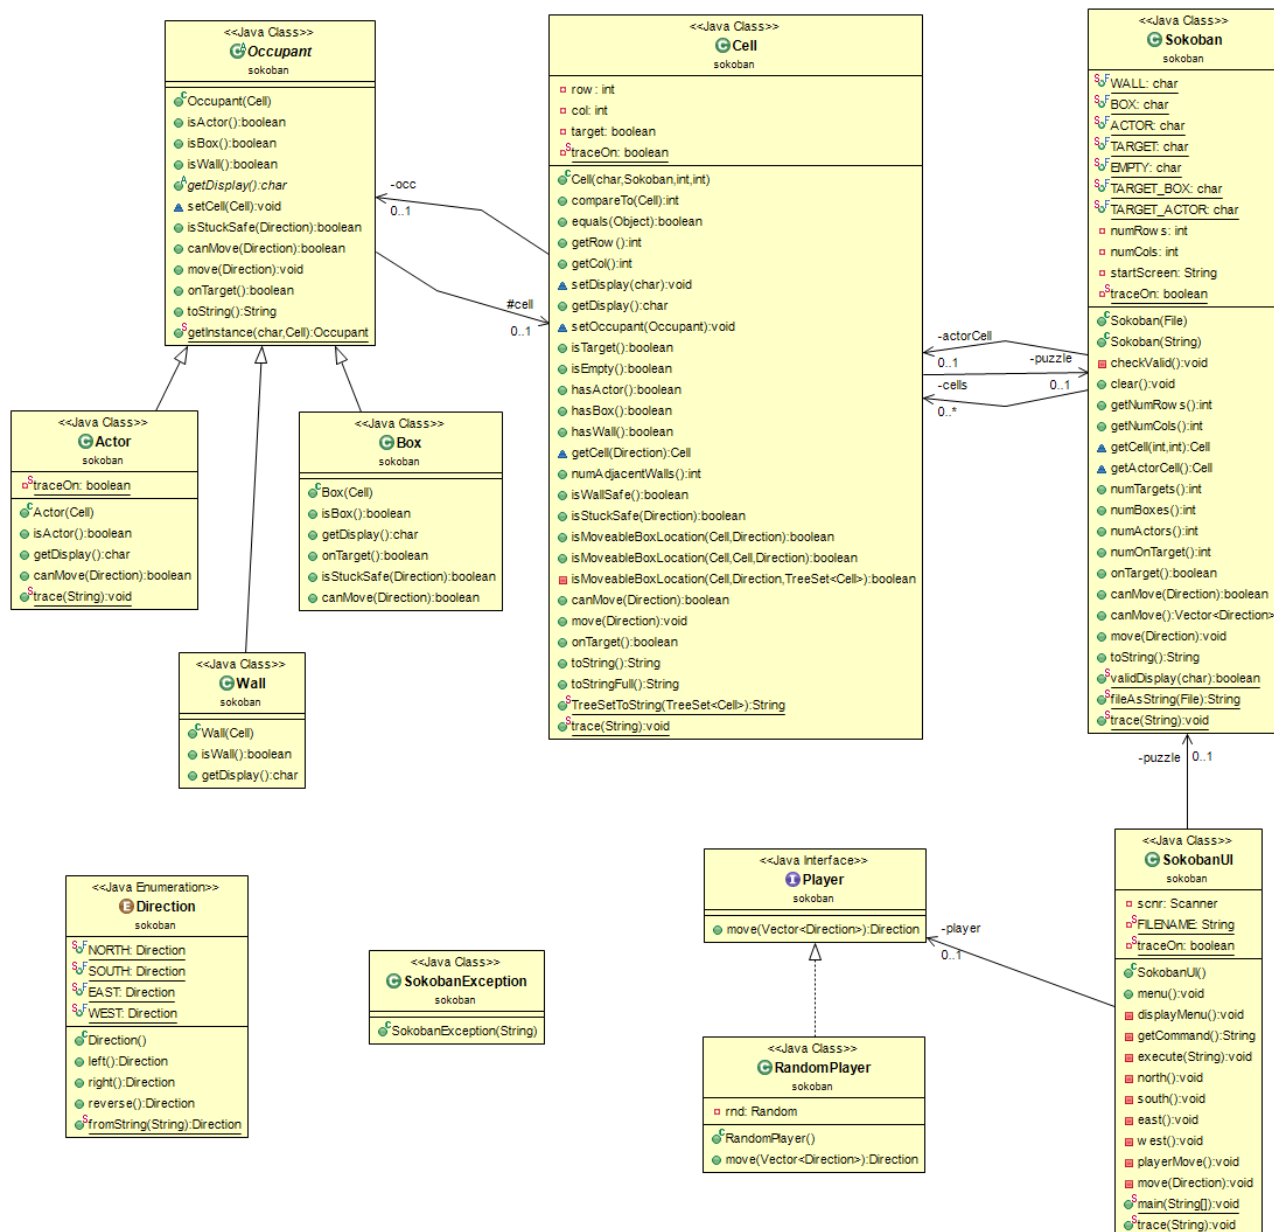 <<Java Class>>
Occupant
sokoban
Occupant(Cell)
isActor():boolean
isBox():boolean
isWall():boolean
getDisplay():char
setCell(Cell):void
isStuckSafe(Direction):boolean
canMove(Direction):boolean
move(Direction):void
onTarget():boolean
toString():String
getInstance(char,Cell):Occupant
-occ
0..1
#cell
0..1
<<Java Class>>
Cell
sokoban
row: int
col: int
target: boolean
traceOn: boolean
Cell(char,Sokoban,int,int)
compareTo(Cell):int
equals(Object):boolean
getRow():int
getCol():int
setDisplay(char):void
getDisplay():char
setOccupant(Occupant):void
isTarget():boolean
isEmpty():boolean
hasActor():boolean
hasBox():boolean
hasWall():boolean
getCell(Direction):Cell
numAdjacentWalls():int
isWallSafe():boolean
isStuckSafe(Direction):boolean
isMoveableBoxLocation(Cell,Direction):boolean
isMoveableBoxLocation(Cell,Cell,Direction):boolean
isMoveableBoxLocation(Cell,Direction,TreeSet<Cell>):boolean
canMove(Direction):boolean
move(Direction):void
onTarget():boolean
toString():String
toStringFull():String
TreeSetToString(TreeSet<Cell>):String
trace(String):void
-actorCell
0..1
-puzzle
0..1
-cells
0..*
<<Java Class>>
Sokoban
sokoban
WALL: char
BOX: char
ACTOR: char
TARGET: char
EMPTY: char
TARGET_BOX: char
TARGET_ACTOR: char
numRows: int
numCols: int
startScreen: String
traceOn: boolean
Sokoban(File)
Sokoban(String)
checkValid():void
clear():void
getNumRows():int
getNumCols():int
getCell(int,int):Cell
getActorCell():Cell
numTargets():int
numBoxes():int
numActors():int
numOnTarget():int
onTarget():boolean
canMove(Direction):boolean
canMove():Vector<Direction>
move(Direction):void
toString():String
validDisplay(char):boolean
fileAsString(File):String
trace(String):void
<<Java Class>>
Actor
sokoban
traceOn: boolean
Actor(Cell)
isActor():boolean
getDisplay():char
canMove(Direction):boolean
trace(String):void
<<Java Class>>
Box
sokoban
Box(Cell)
isBox():boolean
getDisplay():char
onTarget():boolean
isStuckSafe(Direction):boolean
canMove(Direction):boolean
<<Java Class>>
Wall
sokoban
Wall(Cell)
isWall():boolean
getDisplay():char
-puzzle
0..1
<<Java Enumeration>>
Direction
sokoban
NORTH: Direction
SOUTH: Direction
EAST: Direction
WEST: Direction
Direction()
left():Direction
right():Direction
reverse():Direction
fromString(String):Direction
<<Java Class>>
SokobanException
sokoban
SokobanException(String)
<<Java Interface>>
Player
sokoban
move(Vector<Direction>):Direction
-player
0..1
<<Java Class>>
RandomPlayer
sokoban
rnd: Random
RandomPlayer()
move(Vector<Direction>):Direction
<<Java Class>>
SokobanUI
sokoban
scnr: Scanner
FILENAME: String
traceOn: boolean
SokobanUI()
menu():void
displayMenu():void
getCommand():String
execute(String):void
north():void
south():void
east():void
west():void
playerMove():void
move(Direction):void
main(String[]):void
trace(String):void